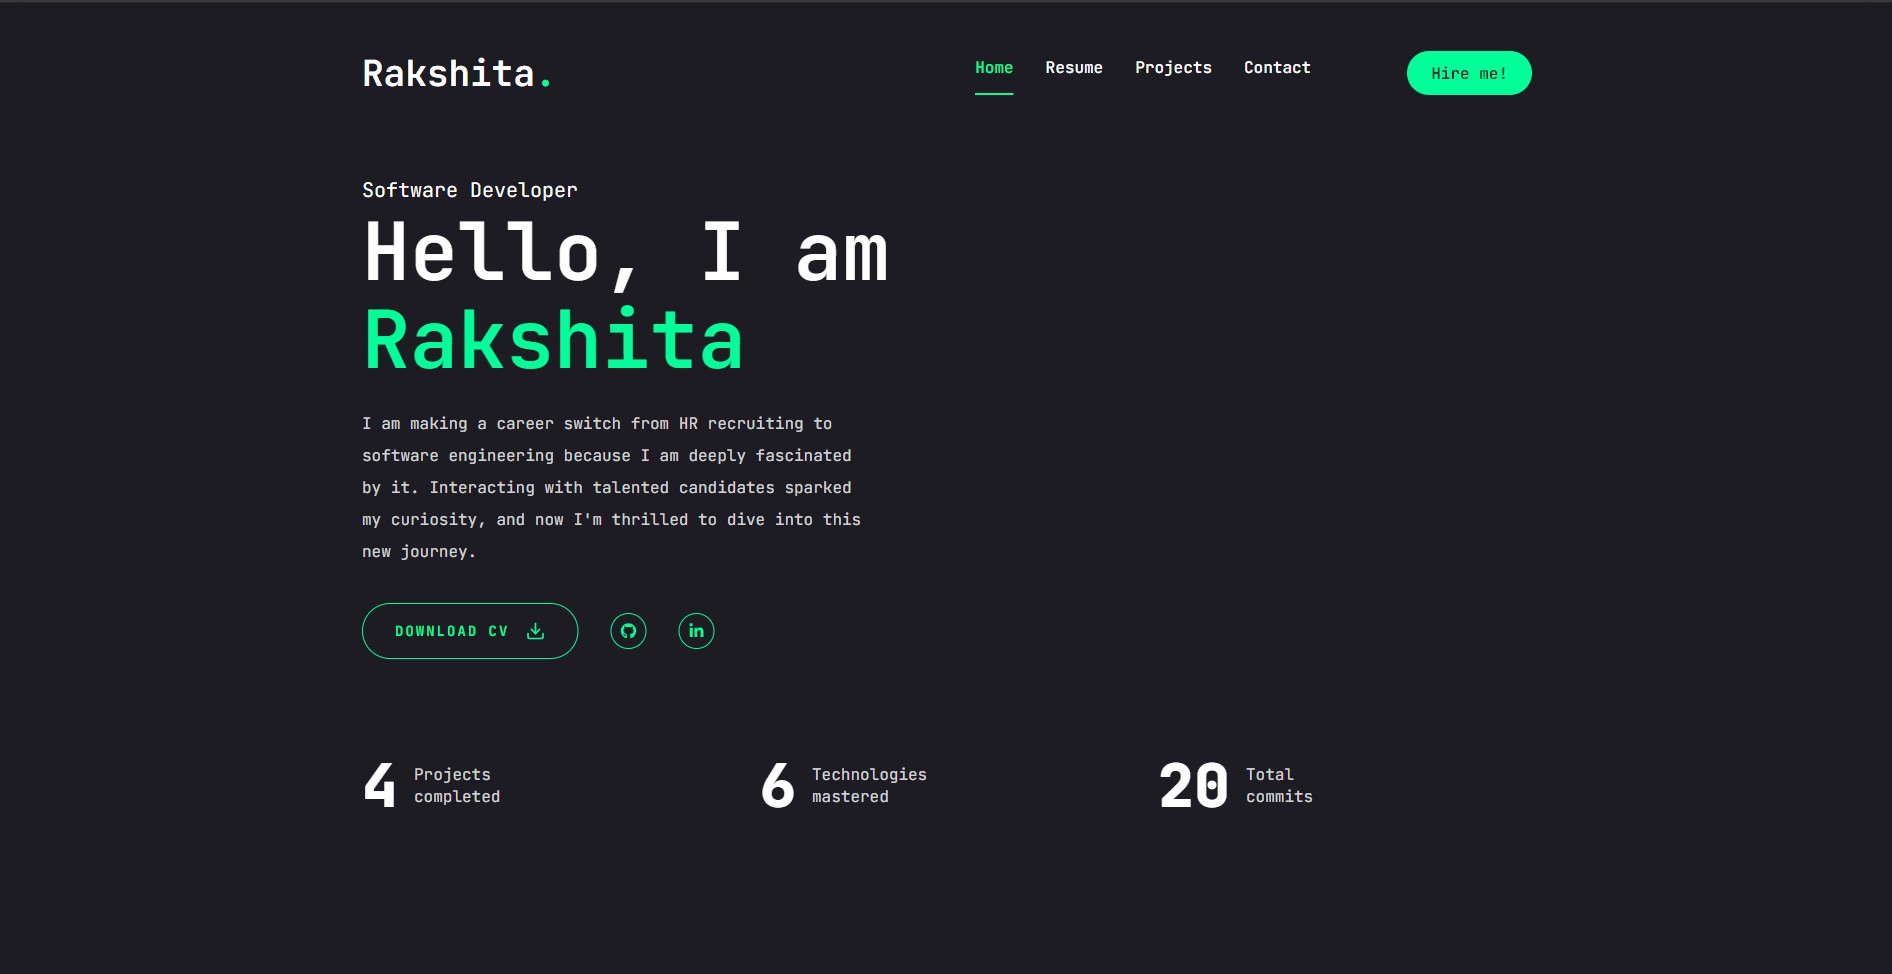 Rakshita.
Home Resume Projects Contact Hire me!
Software Developer
Hello, I am
Rakshita
I am making a career switch from HR recruiting to
software engineering because I am deeply fascinated
by it. Interacting with talented candidates sparked
my curiosity, and now I'm thrilled to dive into this
new journey.
DOWNLOAD CV
in
4 Projects
completed
6 Technologies
mastered
20 Total
commits